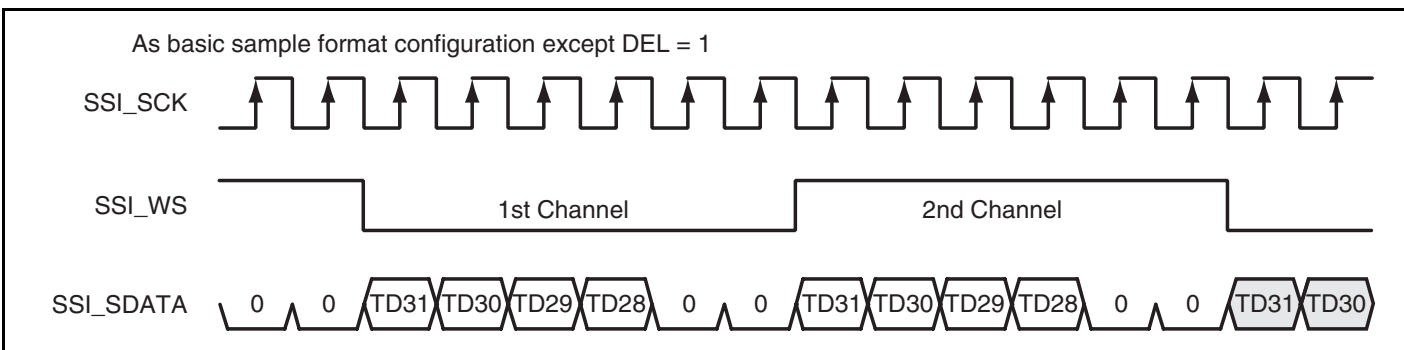 As basic sample format configuration except DEL = 1
SSI_SCK
SSI_WS 1st Channel 2nd Channel
SSI_SDATA 0 0 TD31 TD30 TD29 TD28 0 0 TD31 TD30 TD29 TD28 0 0 TD31 TD30